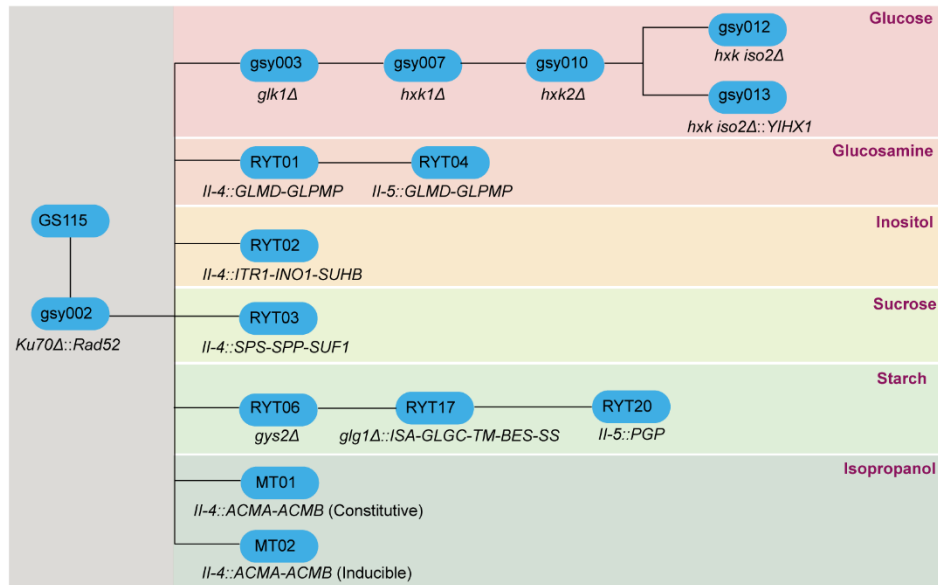 Glucose
gsy012
hxk iso2Δ
gsy003
gsy007
gsy010
glk1Δ
hxk1Δ
hxk2Δ
gsy013
hxk iso2Δ::YIHX1
Glucosamine
RYT01
RYT04
II-4::GLMD-GLPMP
II-5::GLMD-GLPMP
GS115
Inositol
RYT02
II-4::ITR1-INO1-SUHB
Sucrose
gsy002
RYT03
Ku70Δ::Rad52
II-4::SPS-SPP-SUF1
Starch
RYT06
RYT17
RYT20
gys2Δ
glg1Δ::ISA-GLGC-TM-BES-SS
II-5::PGP
Isopropanol
MT01
II-4::ACMA-ACMB (Constitutive)
MT02
II-4::ACMA-ACMB (Inducible)